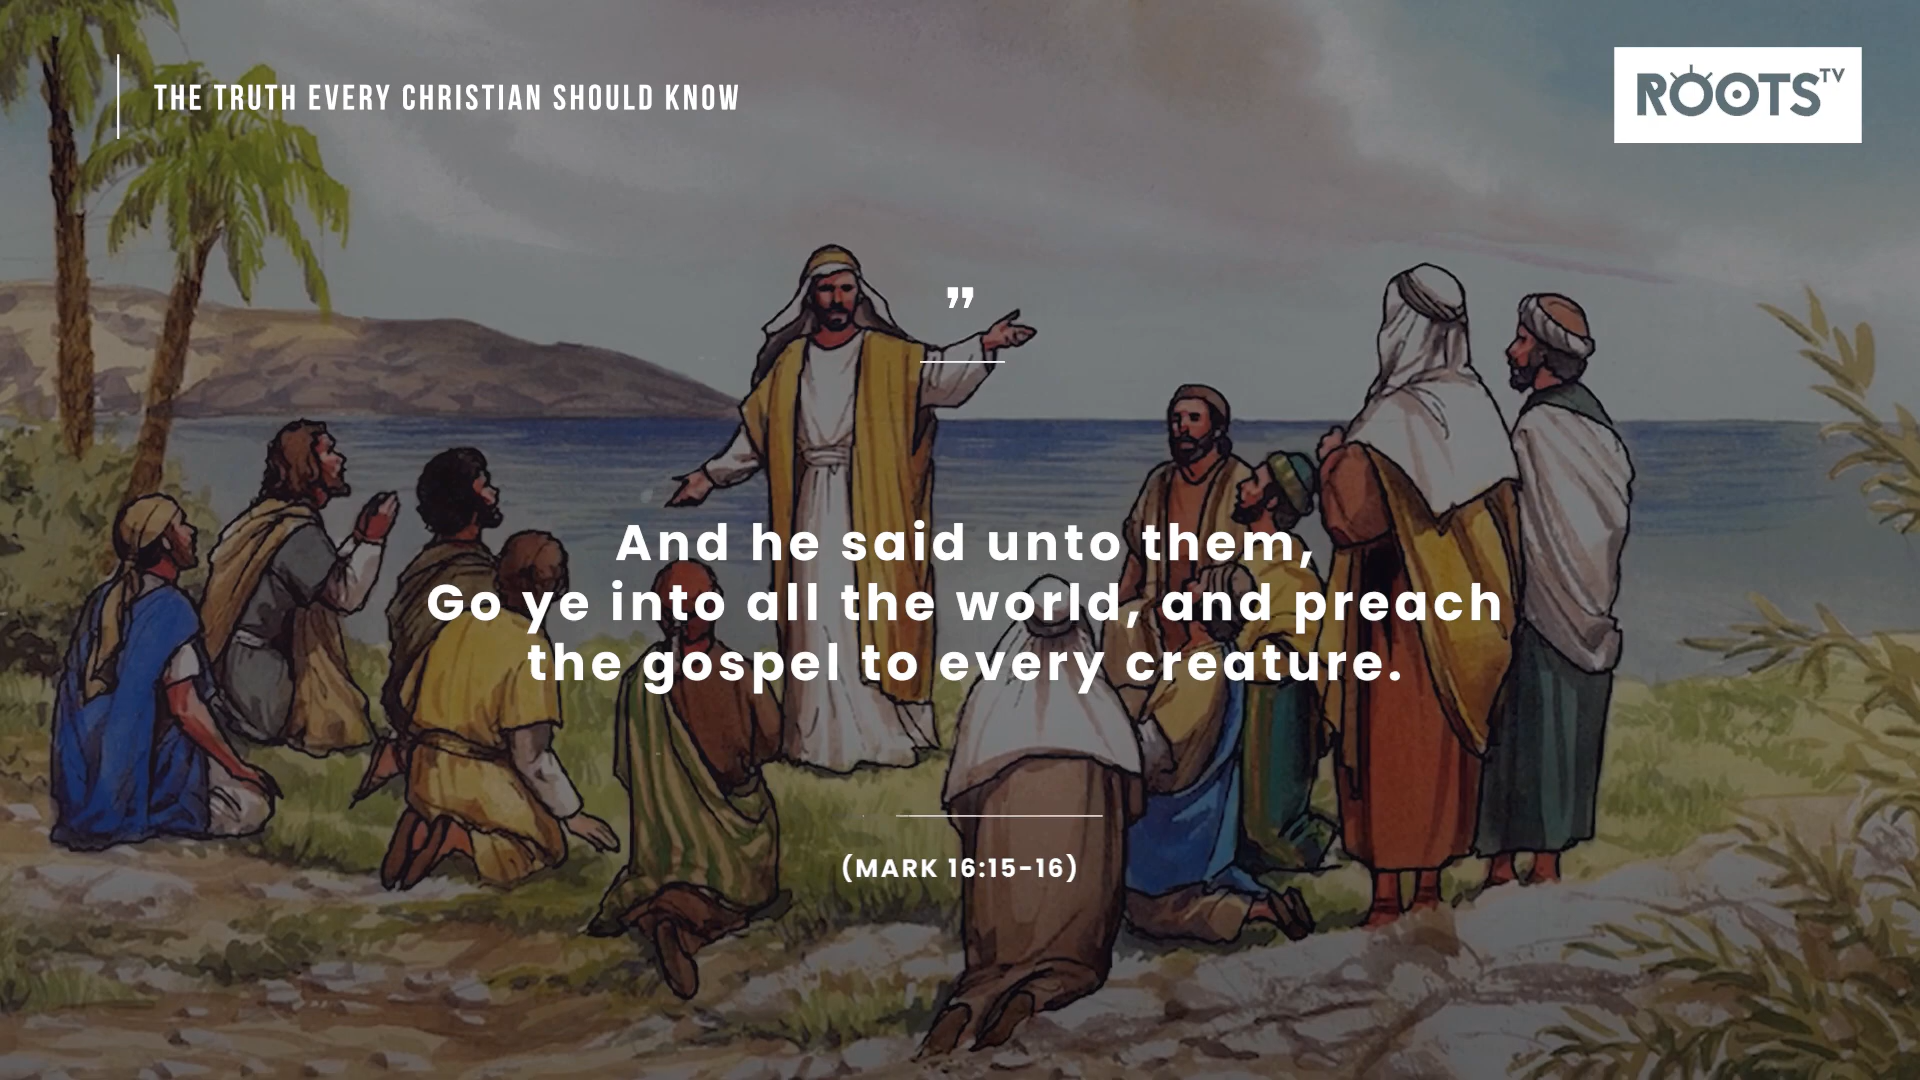 THE TRUTH EVERY CHRISTIAN SHOULD KNOW
ROOTS TV
”
And he said unto them,
Go ye into all the world, and preach
the gospel to every creature.
(MARK 16:15-16)